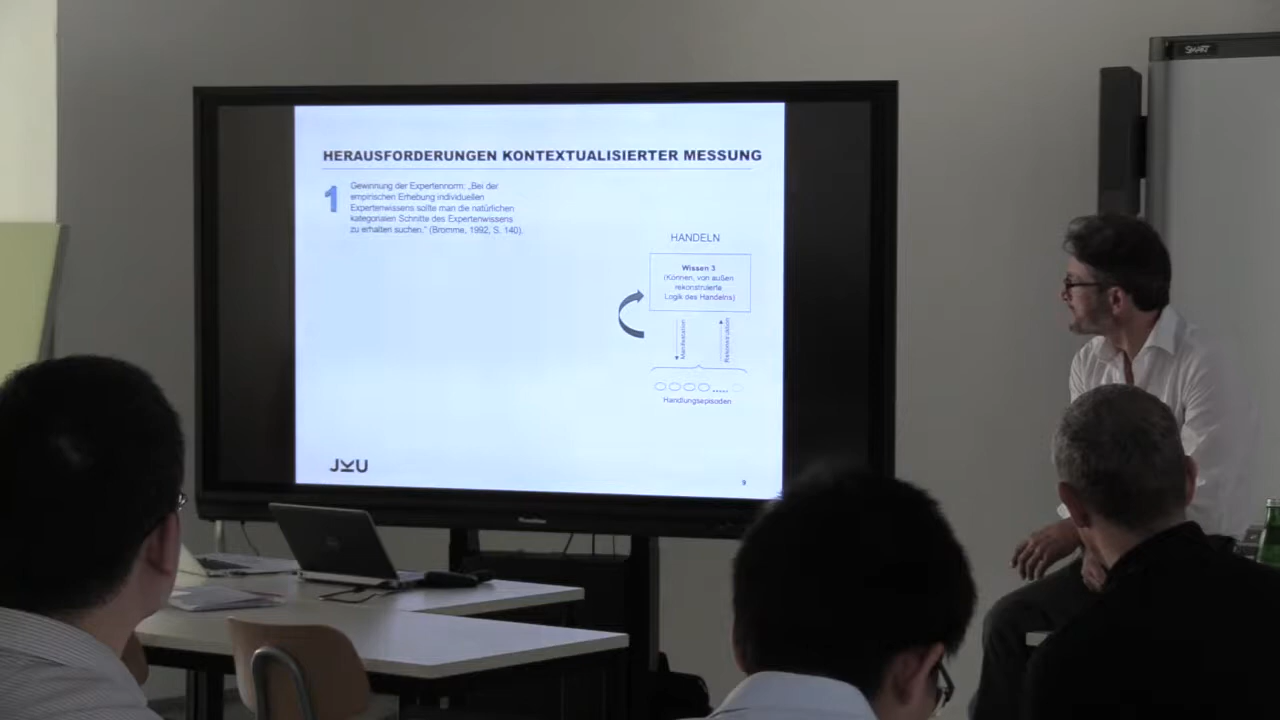 SMART
HERAUSFORDERUNGEN KONTEXTUALISIERTER MESSUNG
1
Gewinnung der Expertennorm: „Bei der
empirischen Erhebung individuellen
Expertenwissens sollte man die natürlichen
kategorialen Schnitte des Expertenwissens
zu erhalten suchen.“ (Bromme, 1992, S. 140).
HANDELN
Wissen 3
(Können, von außen
rekonstruierte
Logik des Handelns)
Manifestation
Rekonstruktion
Handlungsepisoden
JKU
9